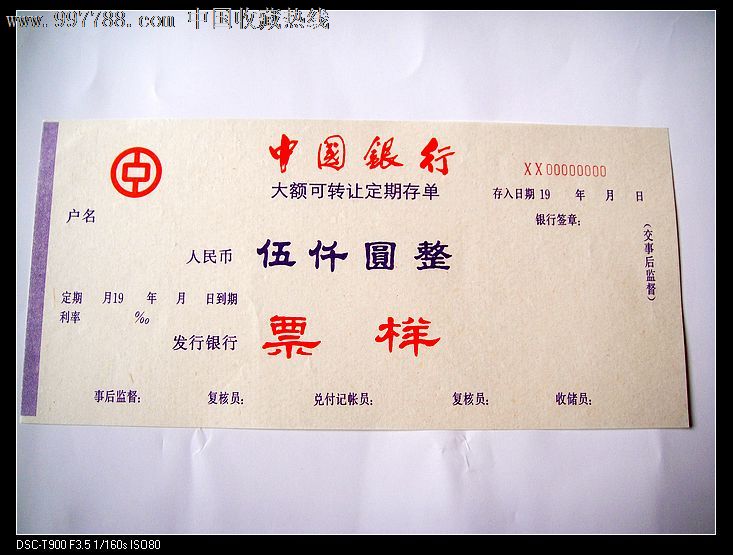 www.997788.com 中国收藏热线
中國銀行
XX00000000
大额可转让定期存单
存入日期 19 年 月 日
户名
银行签章:
(交事后监督)
人民币 伍仟圓整
定期 月19 年 月 日到期
利率 ‱
发行银行 票样
事后监督: 复核员: 兑付记帐员: 复核员: 收储员:
DSC-T900 F3.5 1/160s ISO80